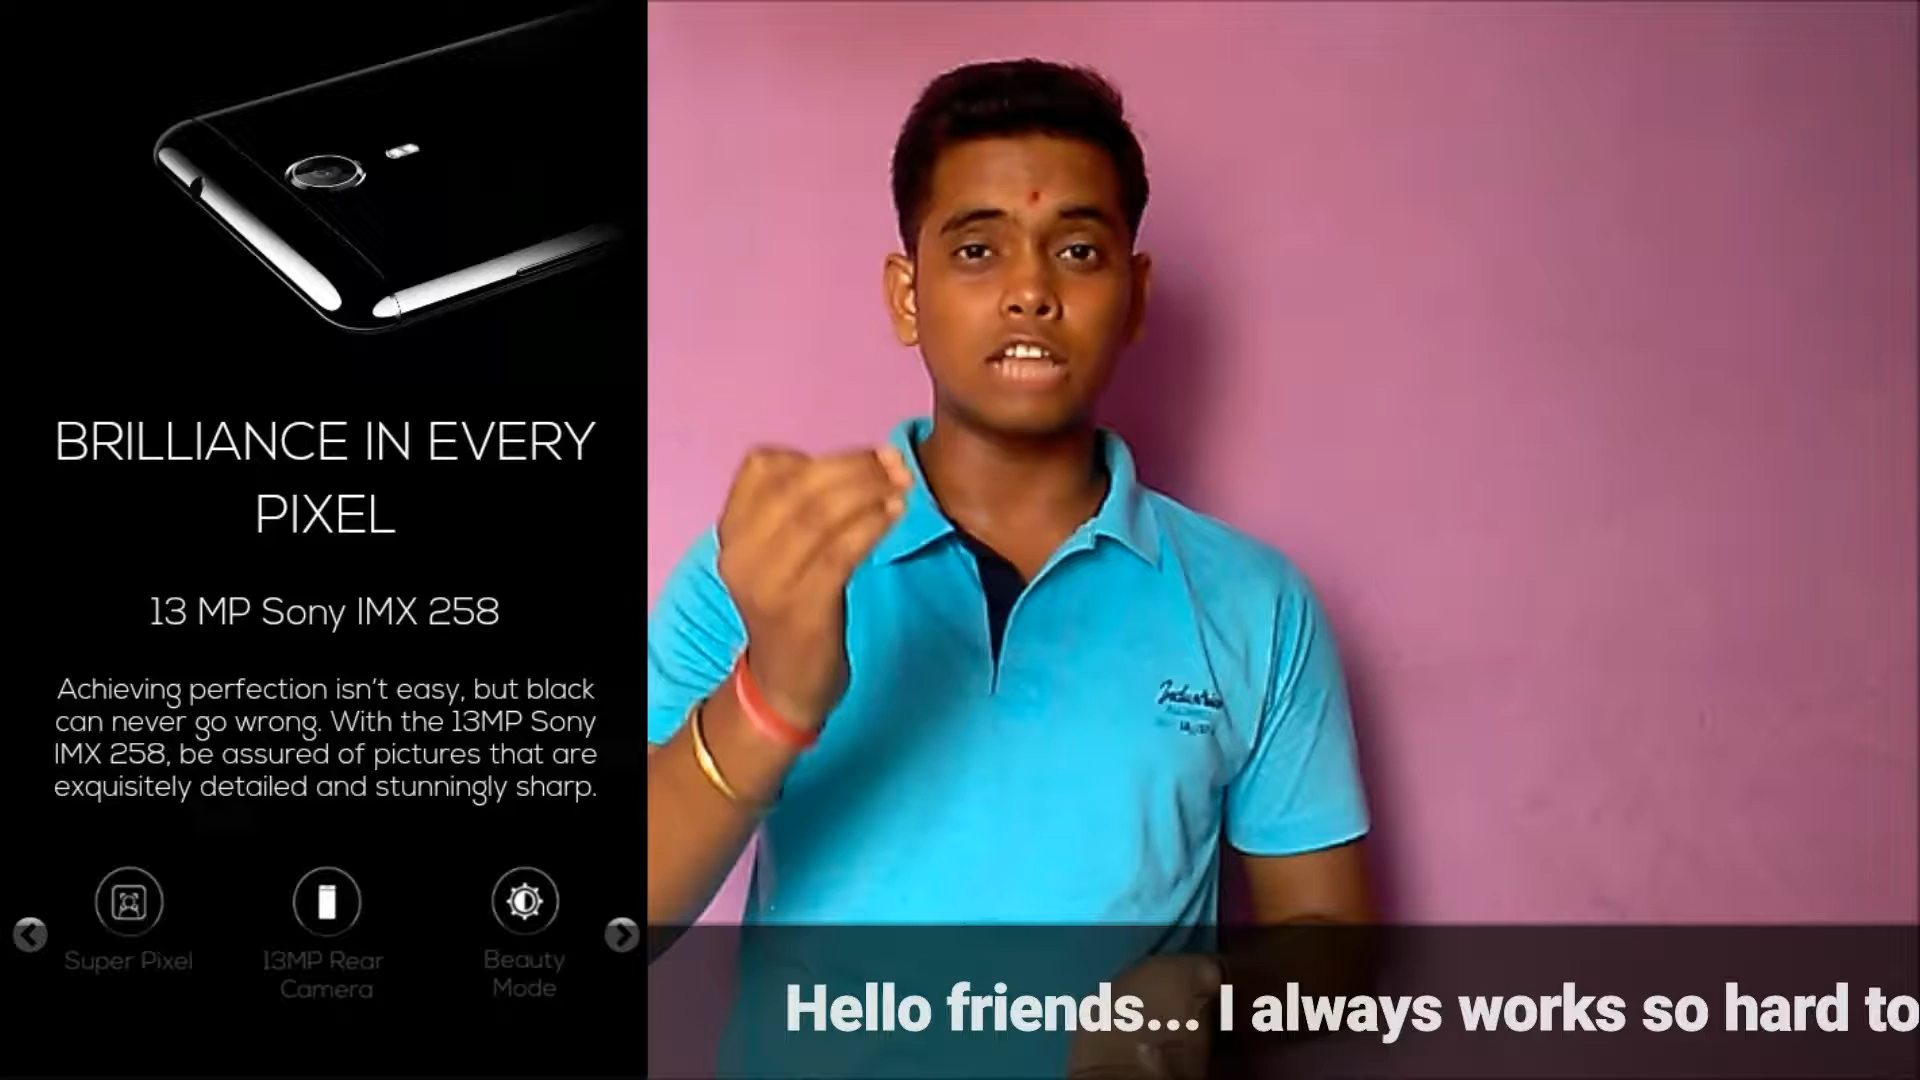 BRILLIANCE IN EVERY
PIXEL
13 MP Sony IMX 258
Achieving perfection isn't easy, but black
can never go wrong. With the 13MP Sony
IMX 258, be assured of pictures that are
exquisitely detailed and stunningly sharp.
Super Pixel
13MP Rear
Camera
Beauty
Mode
Hello friends... I always works so hard to